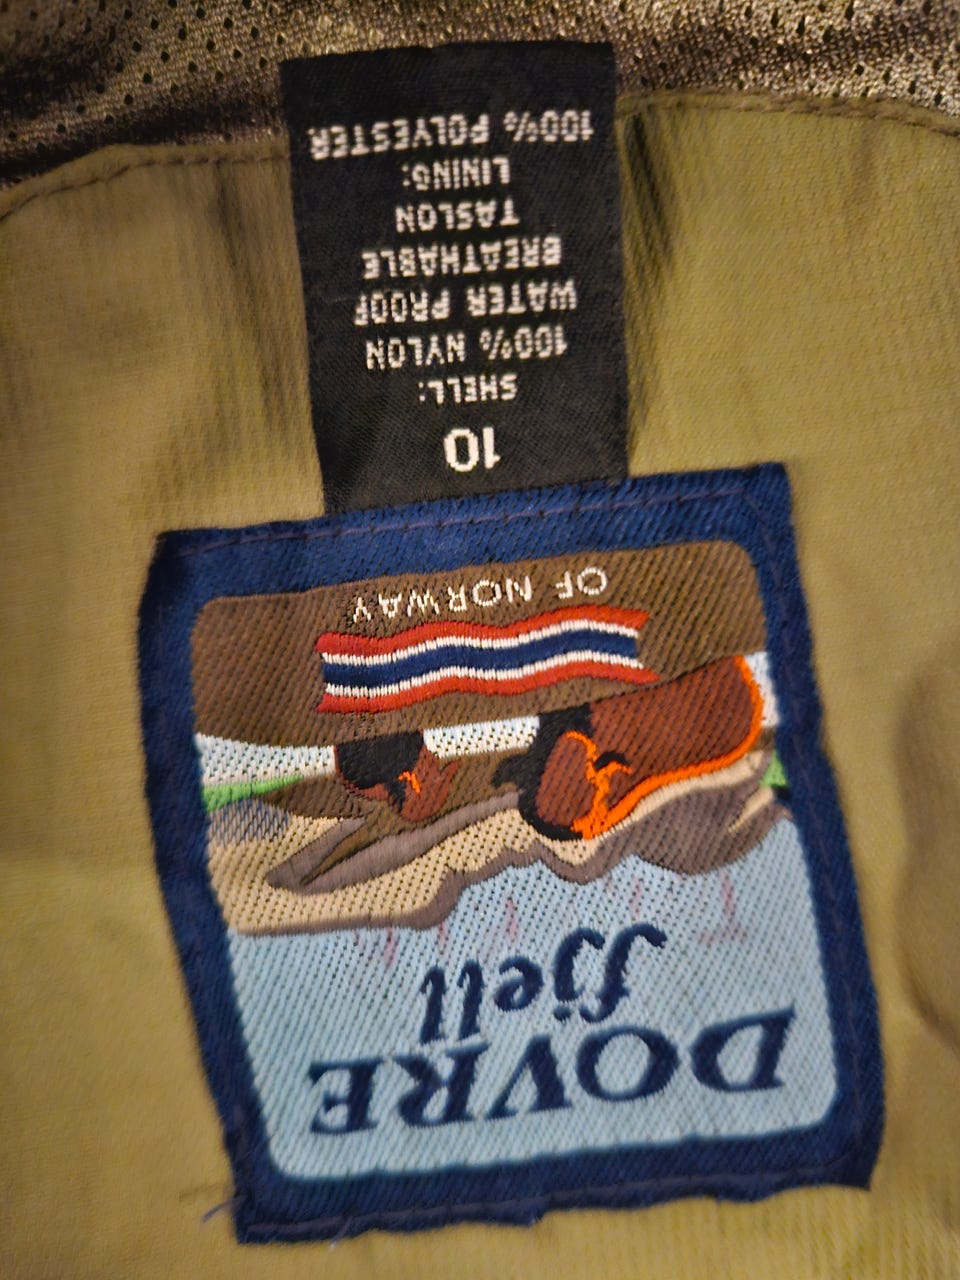 DOVRE
fjell
OF NORWAY
10
SHELL:
100% NYLON
WATER PROOF
BREATHABLE
TASLON
LINING:
100% POLYESTER